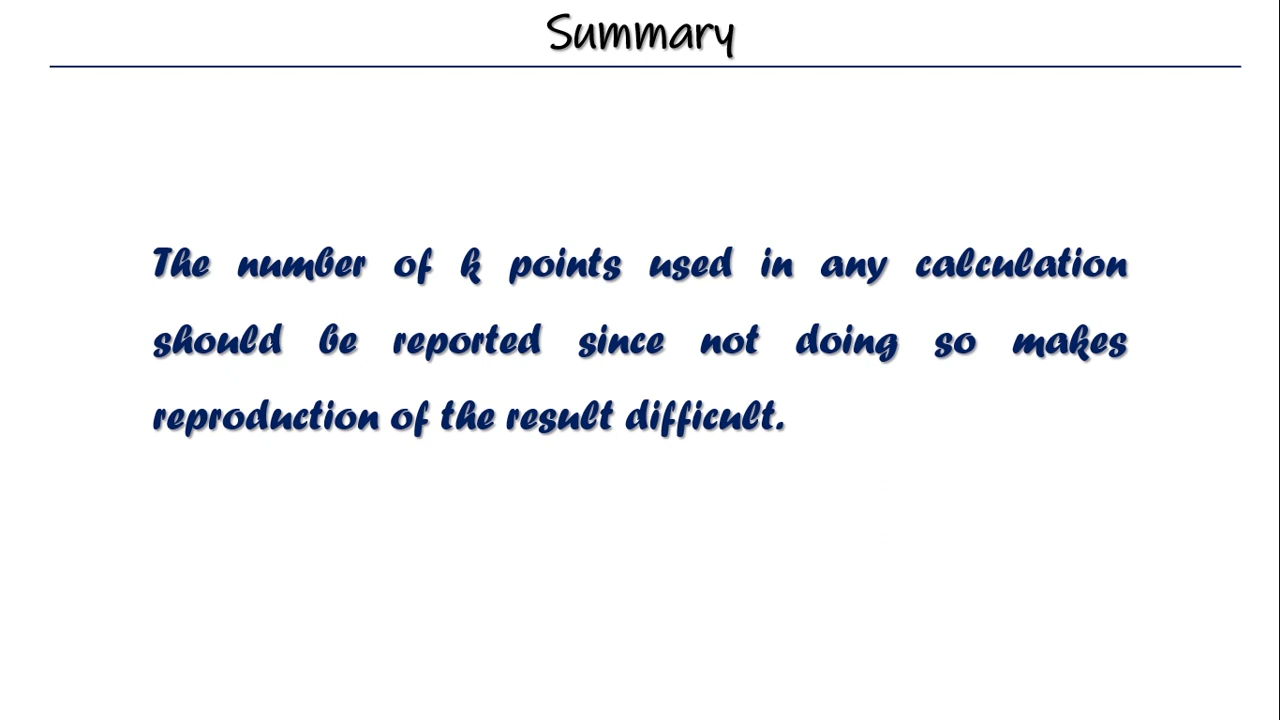 Summary
The number of k points used in any calculation
should be reported since not doing so makes
reproduction of the result difficult.